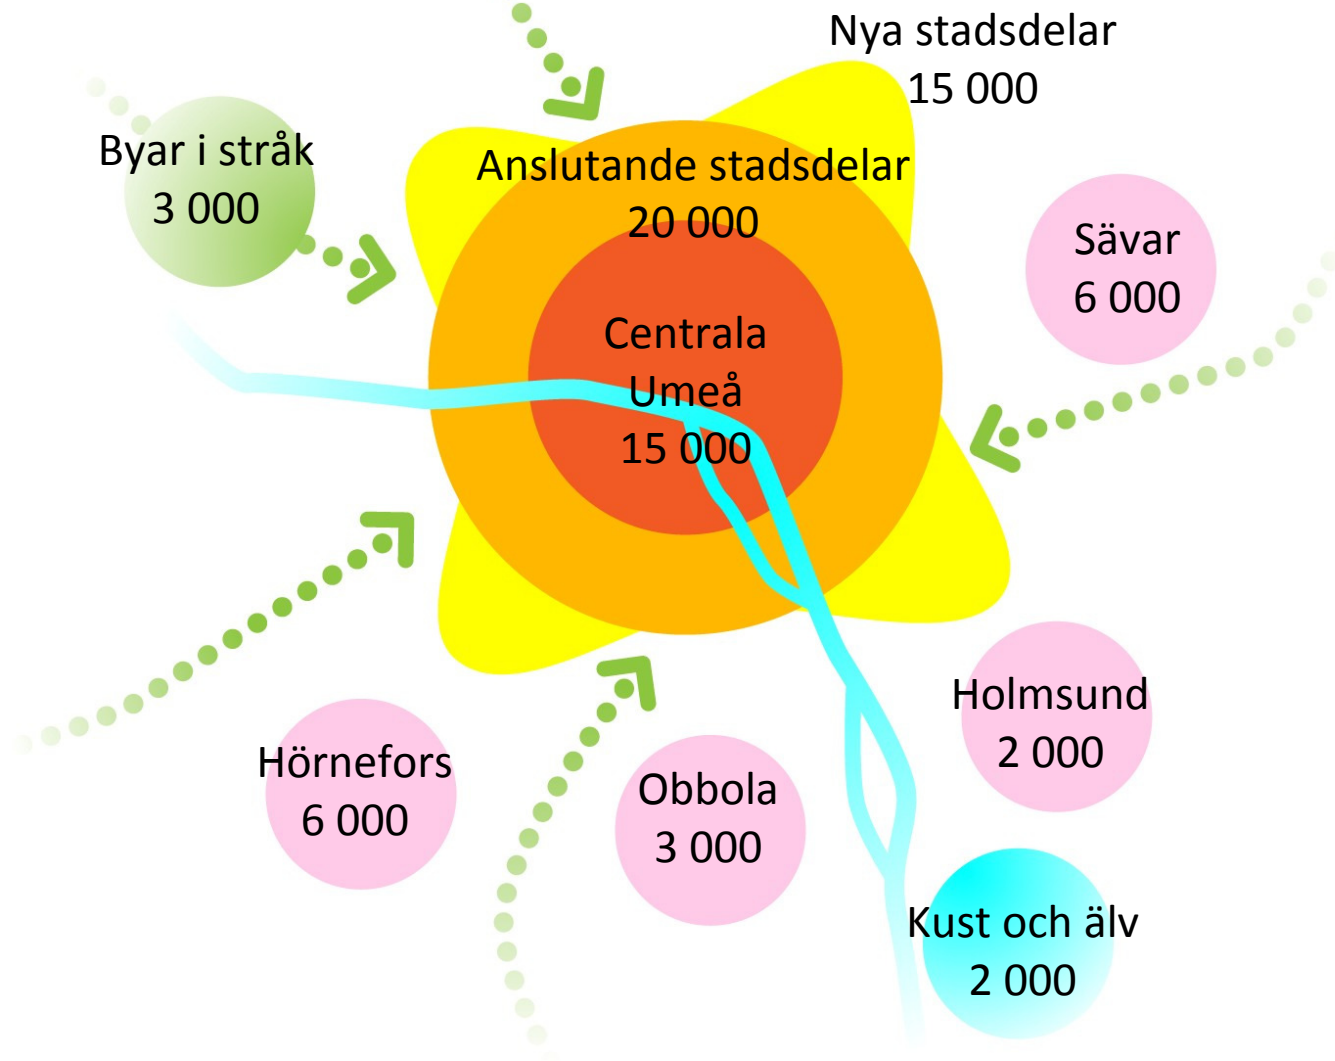 Nya stadsdelar
15 000
Byar i stråk
3 000
Anslutande stadsdelar
20 000
Sävar
6 000
Centrala
Umeå
15 000
Holmsund
2 000
Hörnefors
6 000
Obbola
3 000
Kust och älv
2 000